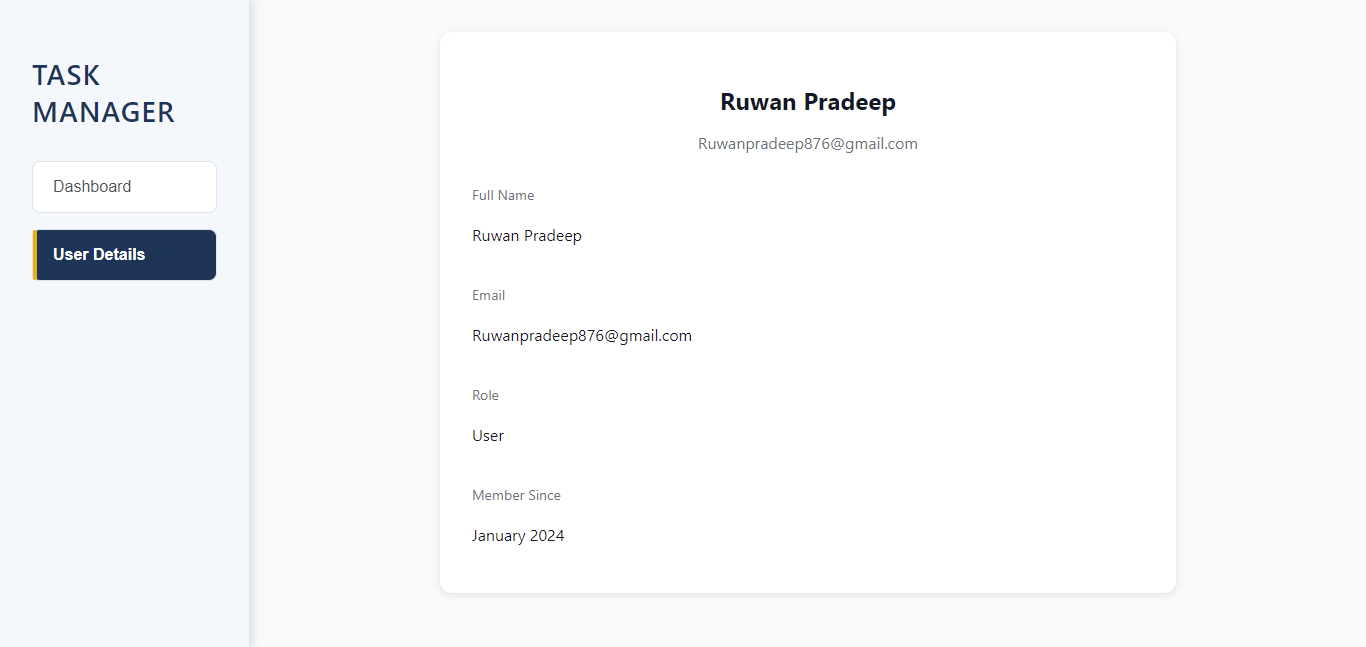 TASK
MANAGER
Dashboard
User Details
Ruwan Pradeep
Ruwanpradeep876@gmail.com
Full Name
Ruwan Pradeep
Email
Ruwanpradeep876@gmail.com
Role
User
Member Since
January 2024